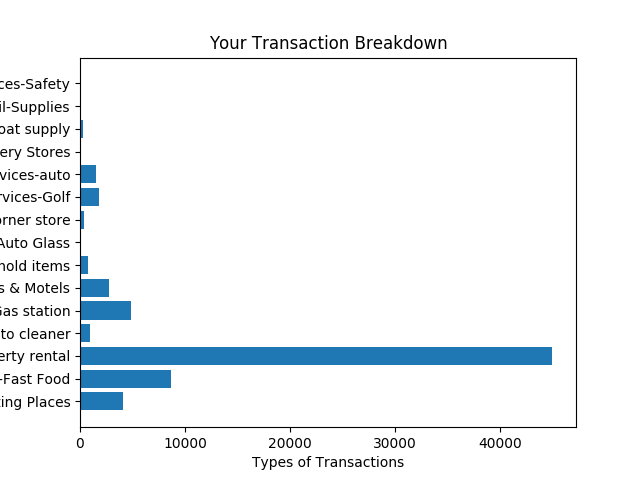 Your Transaction Breakdown
ces-Safety
il-Supplies
oat supply
ery Stores
vices-auto
rvices-Golf
orner store
Auto Glass
hold items
s & Motels
Gas station
to cleaner
erty rental
-Fast Food
ting Places
0 10000 20000 30000 40000
Types of Transactions